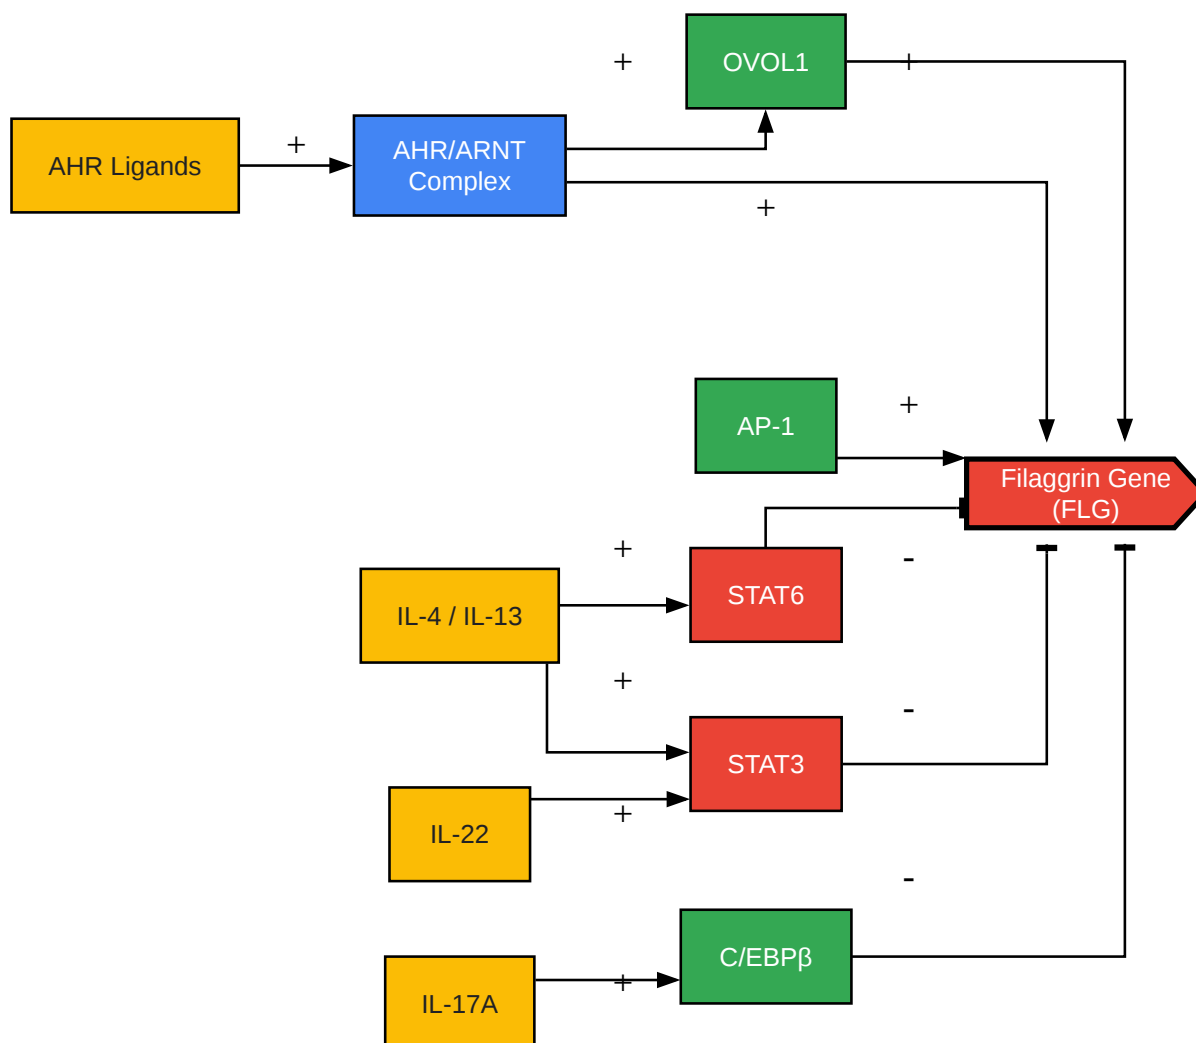 +
OVOL1
+
AHR Ligands
+
AHR/ARNT
Complex
+
AP-1
+
Filaggrin Gene
(FLG)
+
STAT6
-
IL-4 / IL-13
+
STAT3
-
IL-22
+
-
C/EBPβ
IL-17A
+